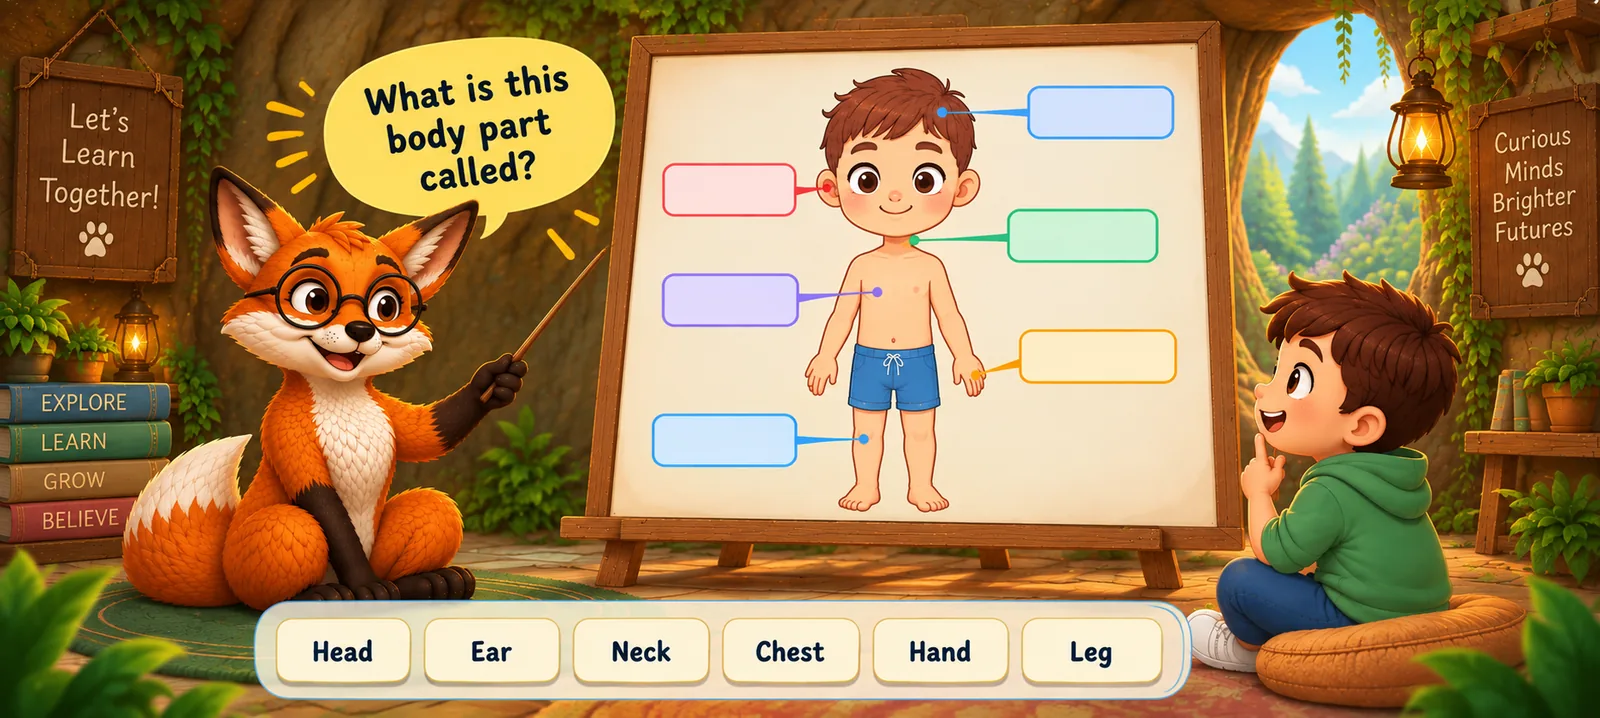 Let's
Learn
Together!
What is this
body part
called?
Curious
Minds
Brighter
Futures
EXPLORE
LEARN
GROW
BELIEVE
Head
Ear
Neck
Chest
Hand
Leg